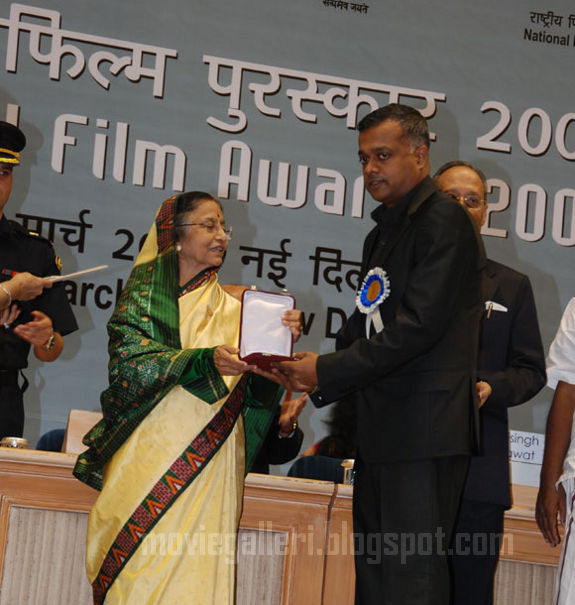 सत्यमेव जयते
राष्ट्रीय
National
फिल्म पुरस्कार 200
Film Awar 200
मार्च 2 नई दिल्
arch w D
singh
awat
moviegalleri.blogspot.com